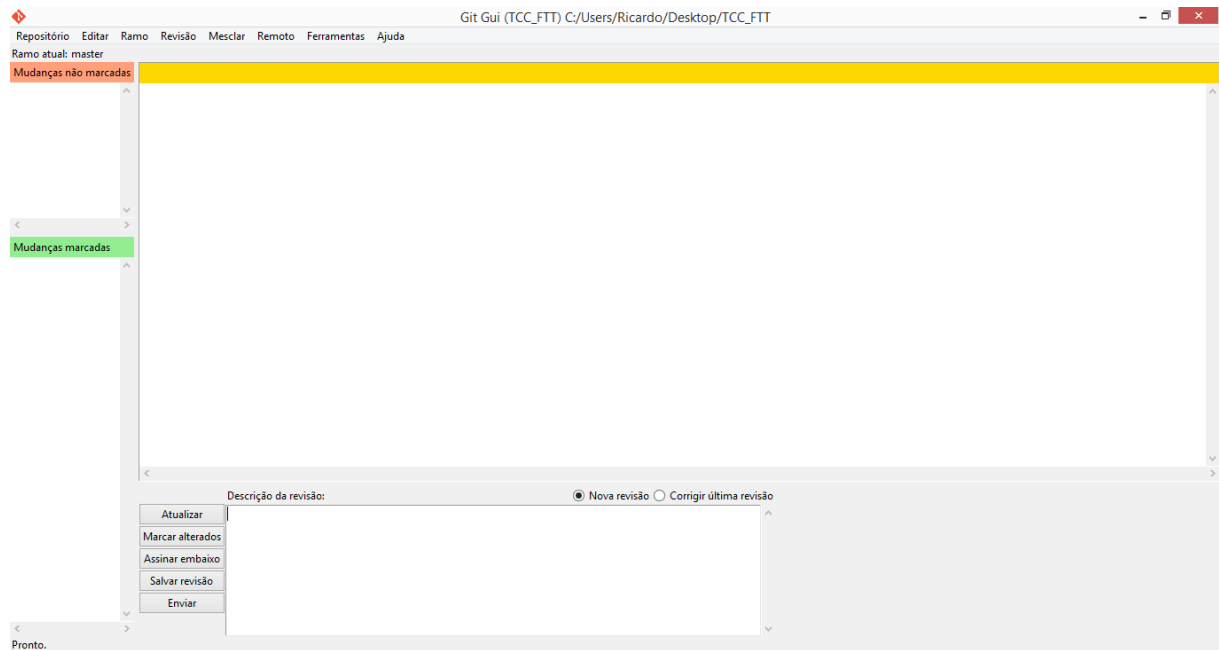 Git Gui (TCC_FTT) C:/Users/Ricardo/Desktop/TCC_FTT
Repositório Editar Ramo Revisão Mesclar Remoto Ferramentas Ajuda
Ramo atual: master
Mudanças não marcadas
Mudanças marcadas
Descrição da revisão: Nova revisão Corrigir última revisão
Atualizar
Marcar alterados
Assinar embaixo
Salvar revisão
Enviar
Pronto.